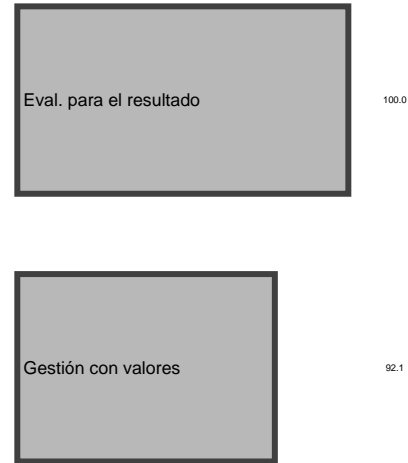 Eval. para el resultado
100.0
Gestión con valores
92.1